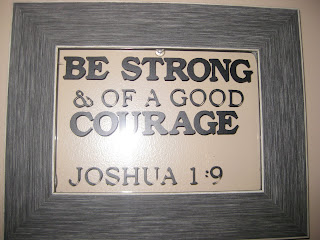 BE STRONG
& OF A GOOD
COURAGE
JOSHUA 1:9